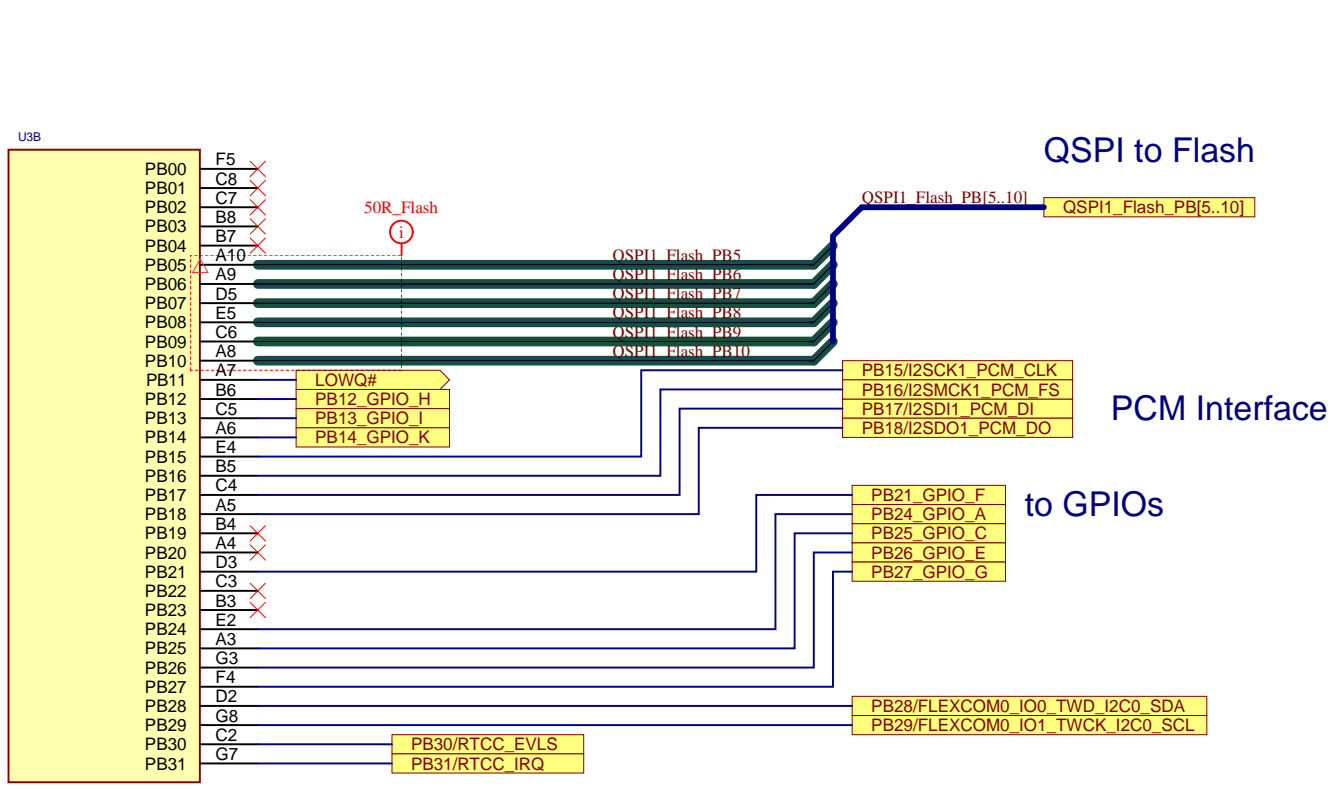 U3B
QSPI to Flash
PB00 F5
PB01 C8
PB02 C7
PB03 B8
PB04 B7
50R_Flash
i
QSPI1_Flash_PB[5..10]
QSPI1_Flash_PB[5..10]
PB05 A10 QSPI1_Flash_PB5
PB06 A9 QSPI1_Flash_PB6
PB07 D5 QSPI1_Flash_PB7
PB08 E5 QSPI1_Flash_PB8
PB09 C6 QSPI1_Flash_PB9
PB10 A8 QSPI1_Flash_PB10
PB11 A7 LOWQ#
PB12 B6 PB12_GPIO_H
PB13 C5 PB13_GPIO_I
PB14 A6 PB14_GPIO_K
PB15 E4
PB16 B5
PB17 C4
PB18 A5
PB15/I2SCK1_PCM_CLK
PB16/I2SMCK1_PCM_FS
PB17/I2SDI1_PCM_DI
PB18/I2SDO1_PCM_DO
PCM Interface
PB19 B4
PB20 A4
PB21 D3
PB22 C3
PB23 B3
PB24 E2
PB25 A3
PB26 G3
PB27 F4
PB21_GPIO_F
PB24_GPIO_A
PB25_GPIO_C
PB26_GPIO_E
PB27_GPIO_G
to GPIOs
PB28 D2 PB28/FLEXCOM0_IO0_TWD_I2C0_SDA
PB29 G8 PB29/FLEXCOM0_IO1_TWCK_I2C0_SCL
PB30 C2 PB30/RTCC_EVLS
PB31 G7 PB31/RTCC_IRQ